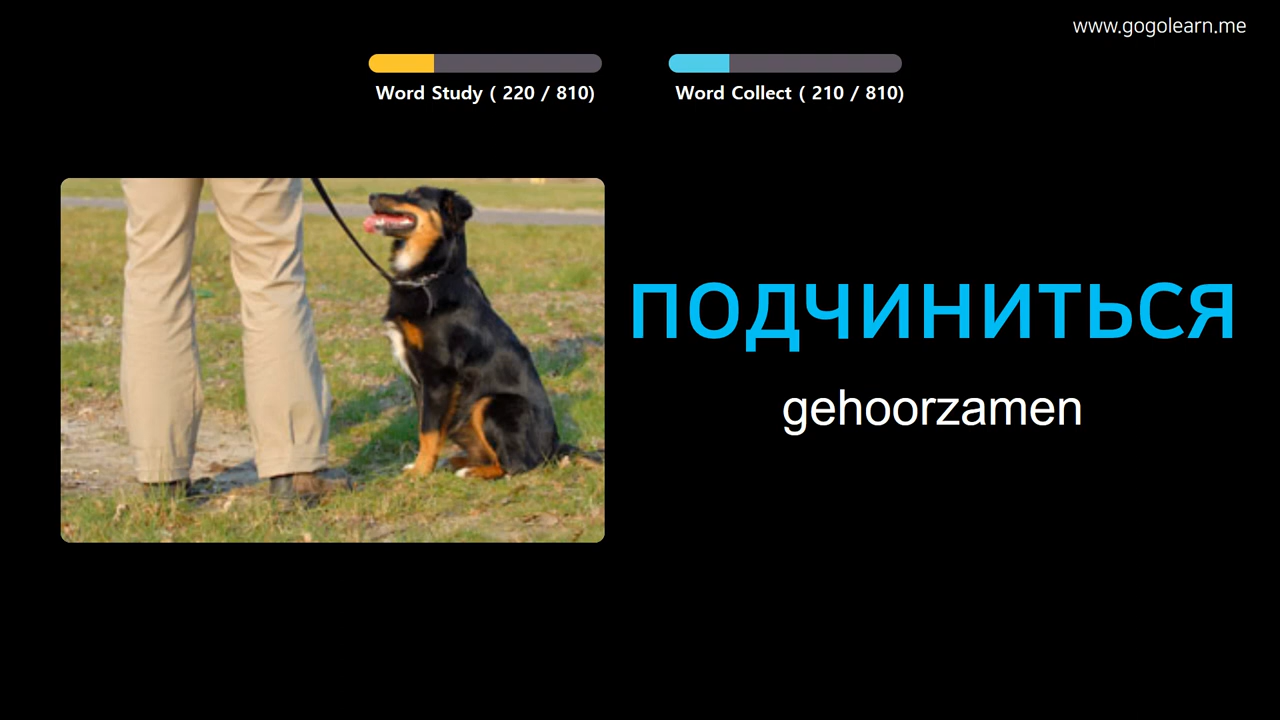 www.gogolearn.me
Word Study ( 220 / 810)
Word Collect ( 210 / 810)
подчиниться
gehoorzamen